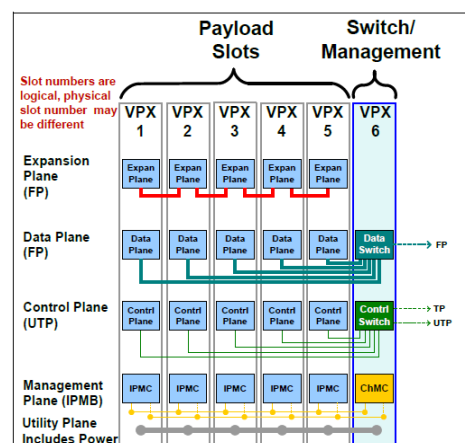 Payload
Slots
Switch/
Management
Slot numbers are
logical, physical
slot number may
be different
VPX
1
VPX
2
VPX
3
VPX
4
VPX
5
VPX
6
Expansion
Plane
(FP)
Expan
Plane
Expan
Plane
Expan
Plane
Expan
Plane
Expan
Plane
Data Plane
(FP)
Data
Plane
Data
Plane
Data
Plane
Data
Plane
Data
Plane
Data
Switch
FP
Control Plane
(UTP)
Contrl
Plane
Contrl
Plane
Contrl
Plane
Contrl
Plane
Contrl
Plane
Contrl
Switch
TP
UTP
Management
Plane (IPMB)
IPMC
IPMC
IPMC
IPMC
IPMC
ChMC
Utility Plane
Includes Power